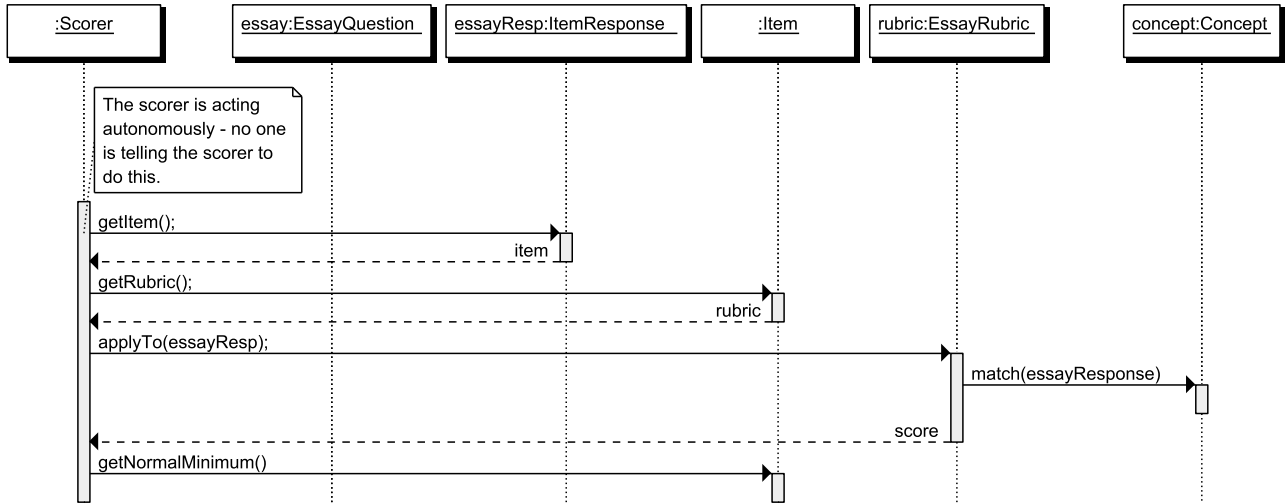 :Scorer
essay:EssayQuestion
essayResp:ItemResponse
:Item
rubric:EssayRubric
concept:Concept
The scorer is acting
autonomously - no one
is telling the scorer to
do this.
getItem();
item
getRubric();
rubric
applyTo(essayResp);
match(essayResponse)
score
getNormalMinimum()